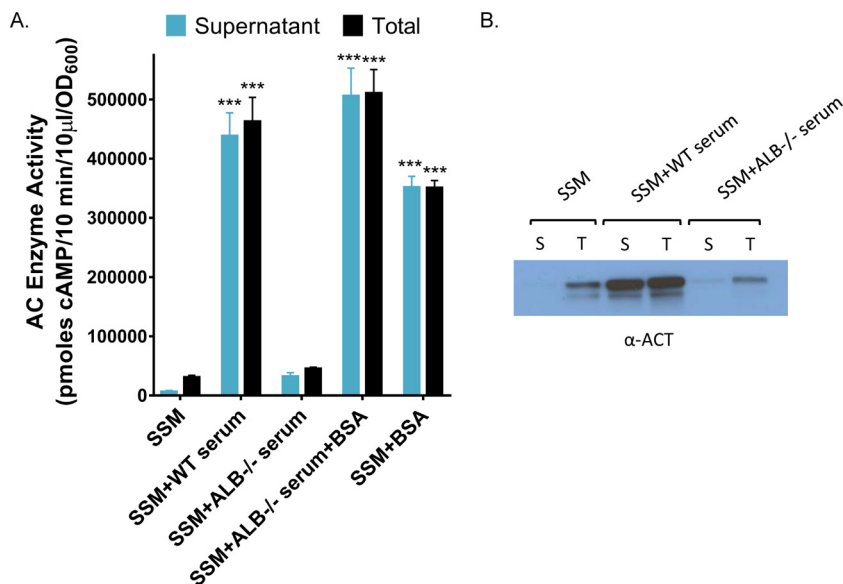 A.
Supernatant Total
AC Enzyme Activity
(pmoles cAMP/10 min/10µl/OD600)
500000
400000
300000
200000
100000
0
*** ***
*** ***
*** ***
SSM
SSM+WT serum
SSM+ALB-/- serum
SSM+ALB-/- serum+BSA
SSM+BSA
B.
SSM
SSM+WT serum
SSM+ALB-/- serum
S T S T S T
α-ACT